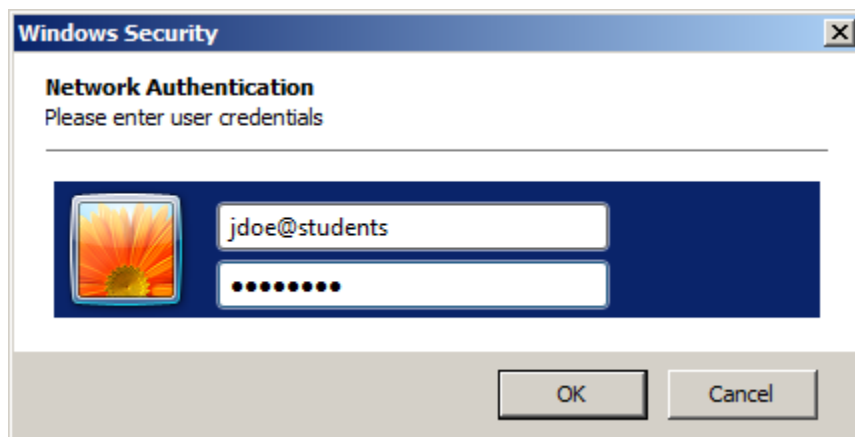 Windows Security
Network Authentication
Please enter user credentials
jdoe@students
••••••••
OK
Cancel